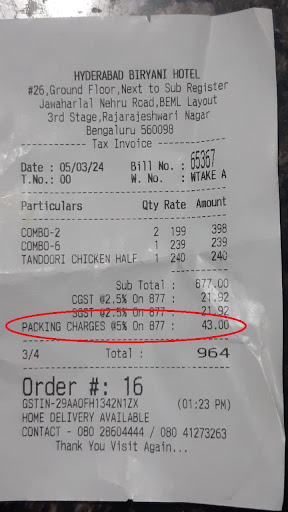 HYDERABAD BIRYANI HOTEL
#26,Ground Floor,Next to Sub Register
Jawaharlal Nehru Road,BEML Layout
3rd Stage,Rajarajeshwari Nagar
Bengaluru 560098
Tax Invoice
Date : 05/03/24 Bill No. : 65367
T.No.: 00 W. No. : WTAKE A
Particulars Qty Rate Amount
COMBO-2 2 199 398
COMBO-6 1 239 239
TANDOORI CHICKEN HALF 1 240 240
Sub Total : 877.00
CGST @2.5% On 877 : 21.92
SGST @2.5% On 877 : 21.92
PACKING CHARGES @5% On 877 : 43.00
3/4 Total : 964
Order #: 16
GSTIN-29AAOFH1342N1ZX (01:23 PM)
HOME DELIVERY AVAILABLE
CONTACT - 080 28604444 / 080 41273263
Thank You Visit Again...